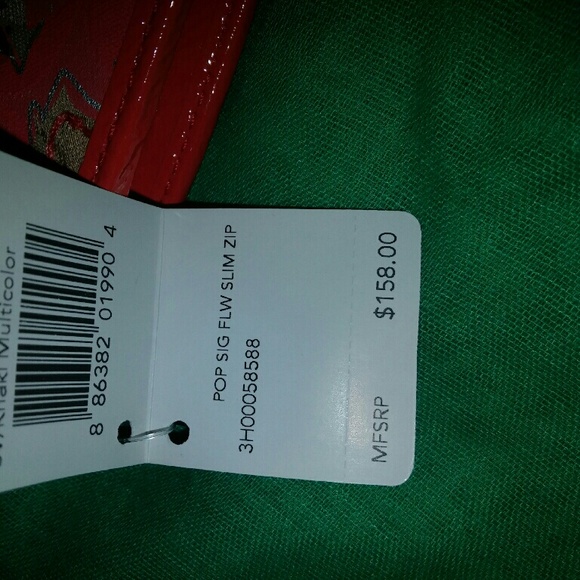 Khaki Multicolor
8 86382 01990 4
POP SIG FLW SLIM ZIP
3H00058588
MFSRP $158.00